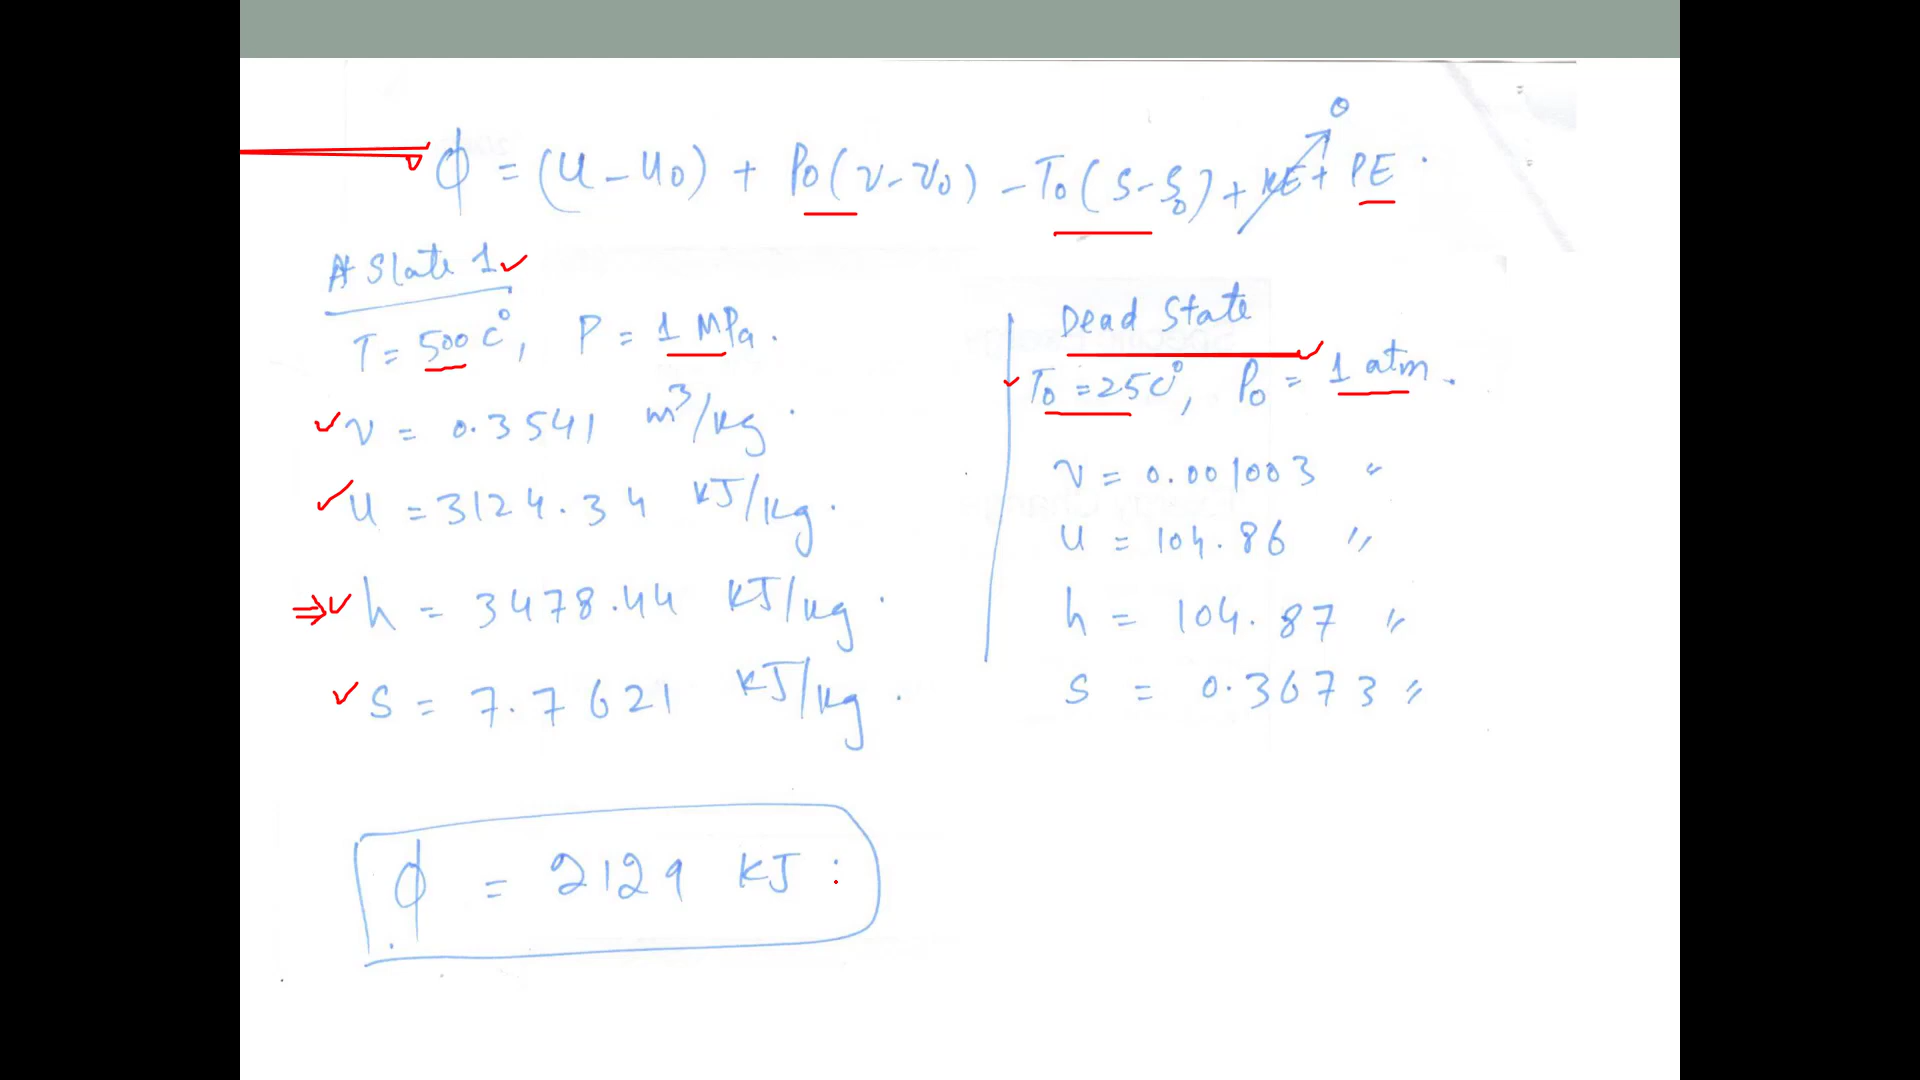 ϕ = (u - u0) + P0(v - v0) - T0(s - s0) + KE + PE.
0
At State 1
T = 500 C°, P = 1 MPa.
v = 0.3541 m³/kg.
u = 3124.34 kJ/kg.
h = 3478.44 kJ/kg.
s = 7.7621 kJ/kg.
Dead State
T0 = 25 C°, P0 = 1 atm.
v = 0.001003 "
u = 104.86 "
h = 104.87 "
s = 0.3673 "
ϕ = 2129 kJ